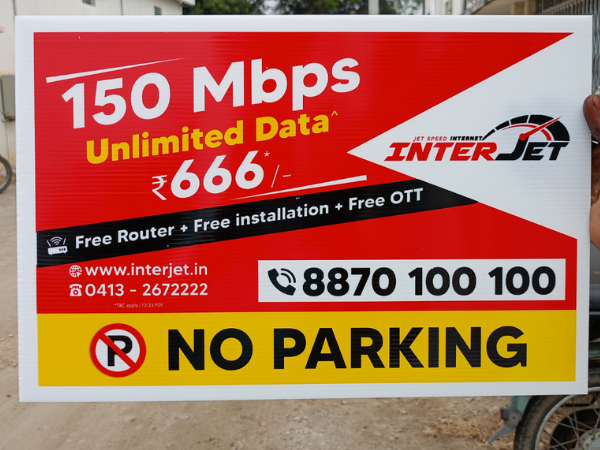 150 Mbps
Unlimited Data^
₹666*/-
JET SPEED INTERNET
INTERJET
Free Router + Free installation + Free OTT
www.interjet.in
0413 - 2672222
8870 100 100
P
NO PARKING